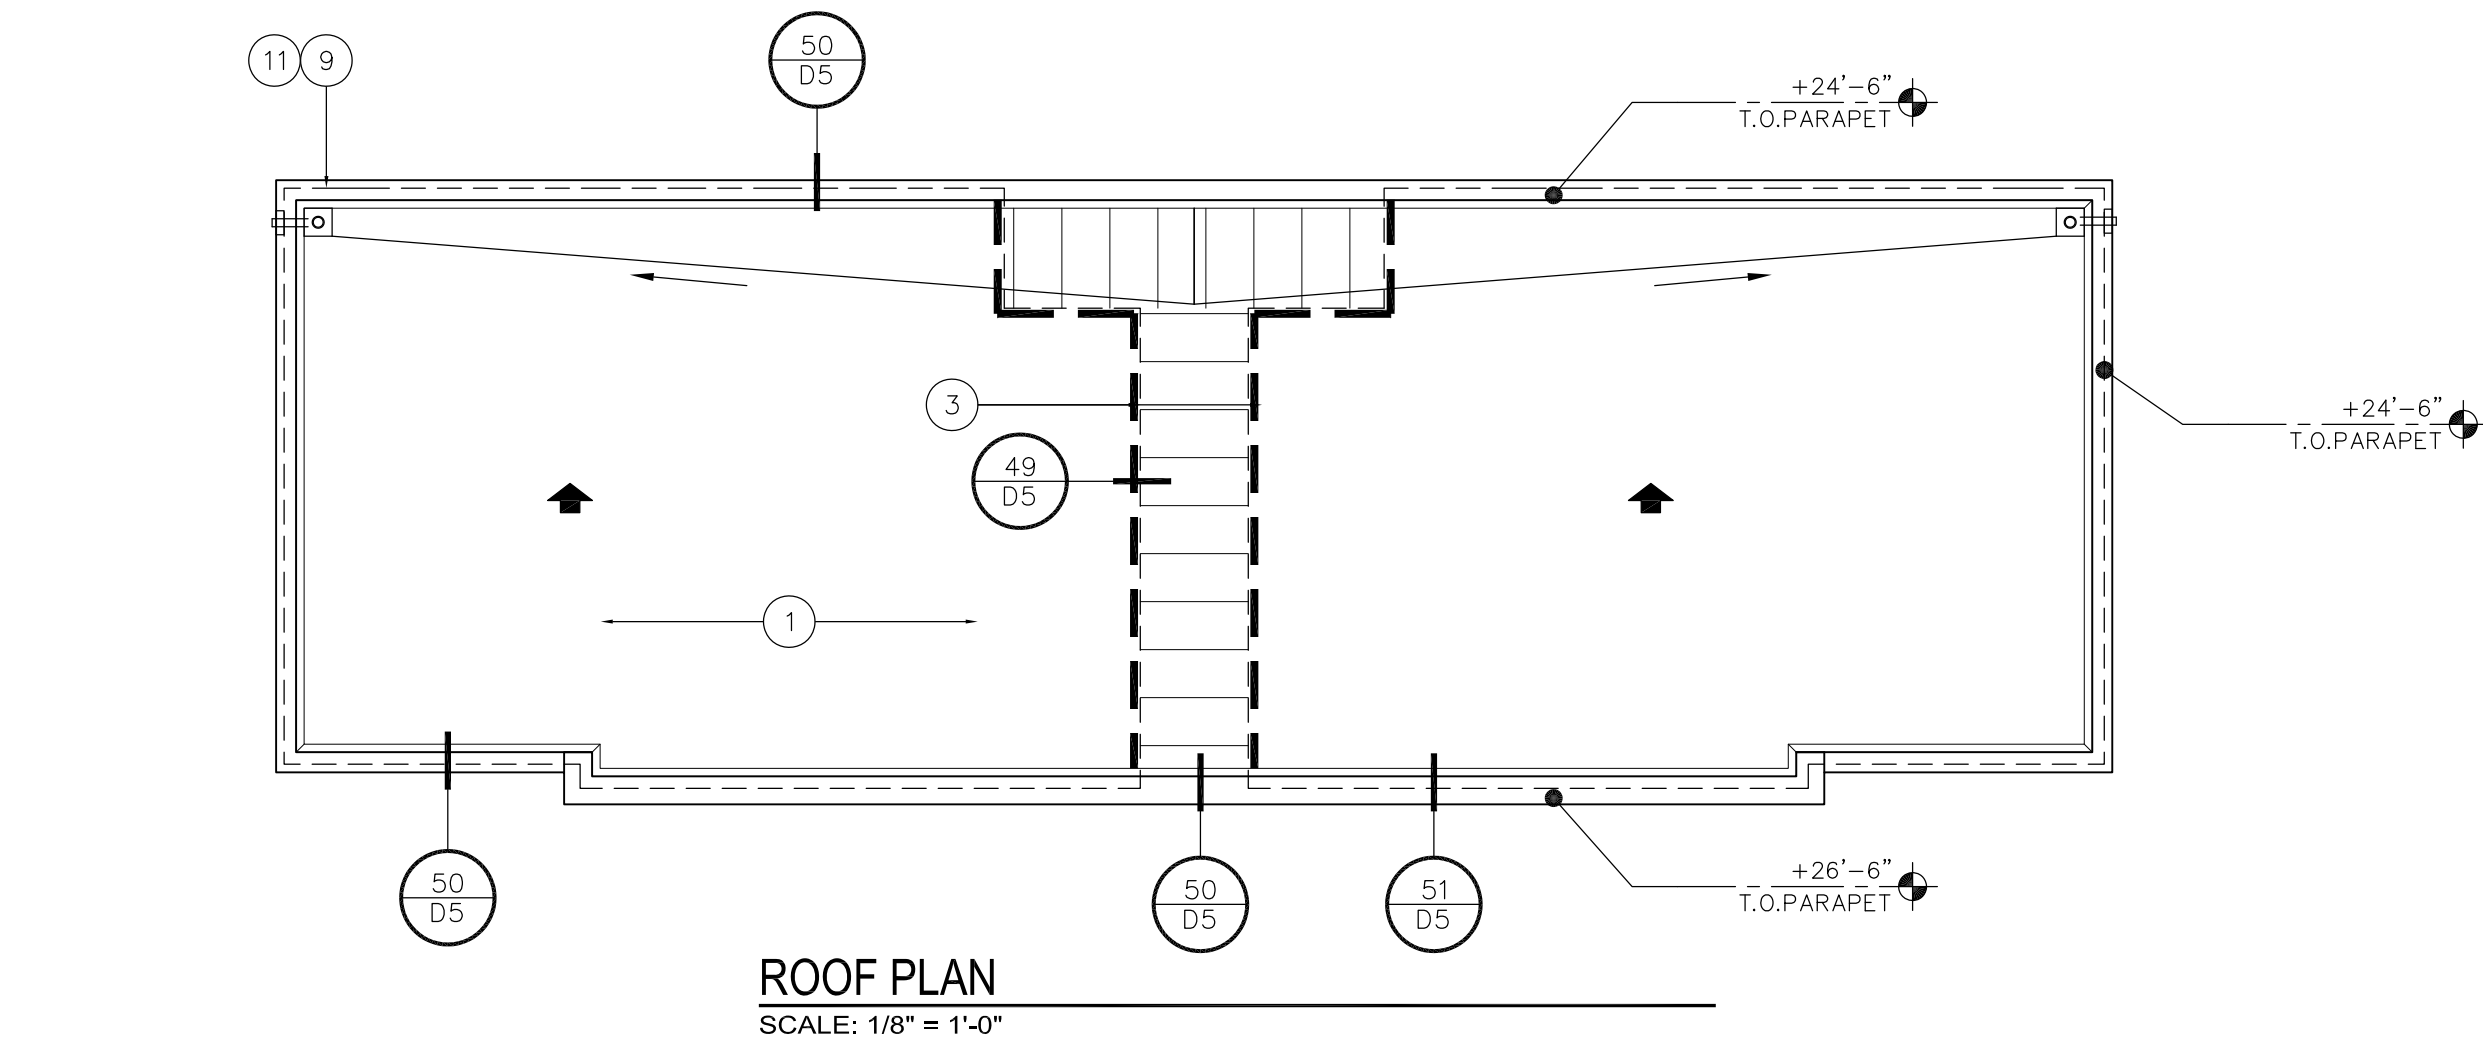 11
9
50
D5
+24'-6"
T.O.PARAPET
+24'-6"
T.O.PARAPET
3
49
D5
1
50
D5
50
D5
51
D5
+26'-6"
T.O.PARAPET
ROOF PLAN
SCALE: 1/8" = 1'-0"